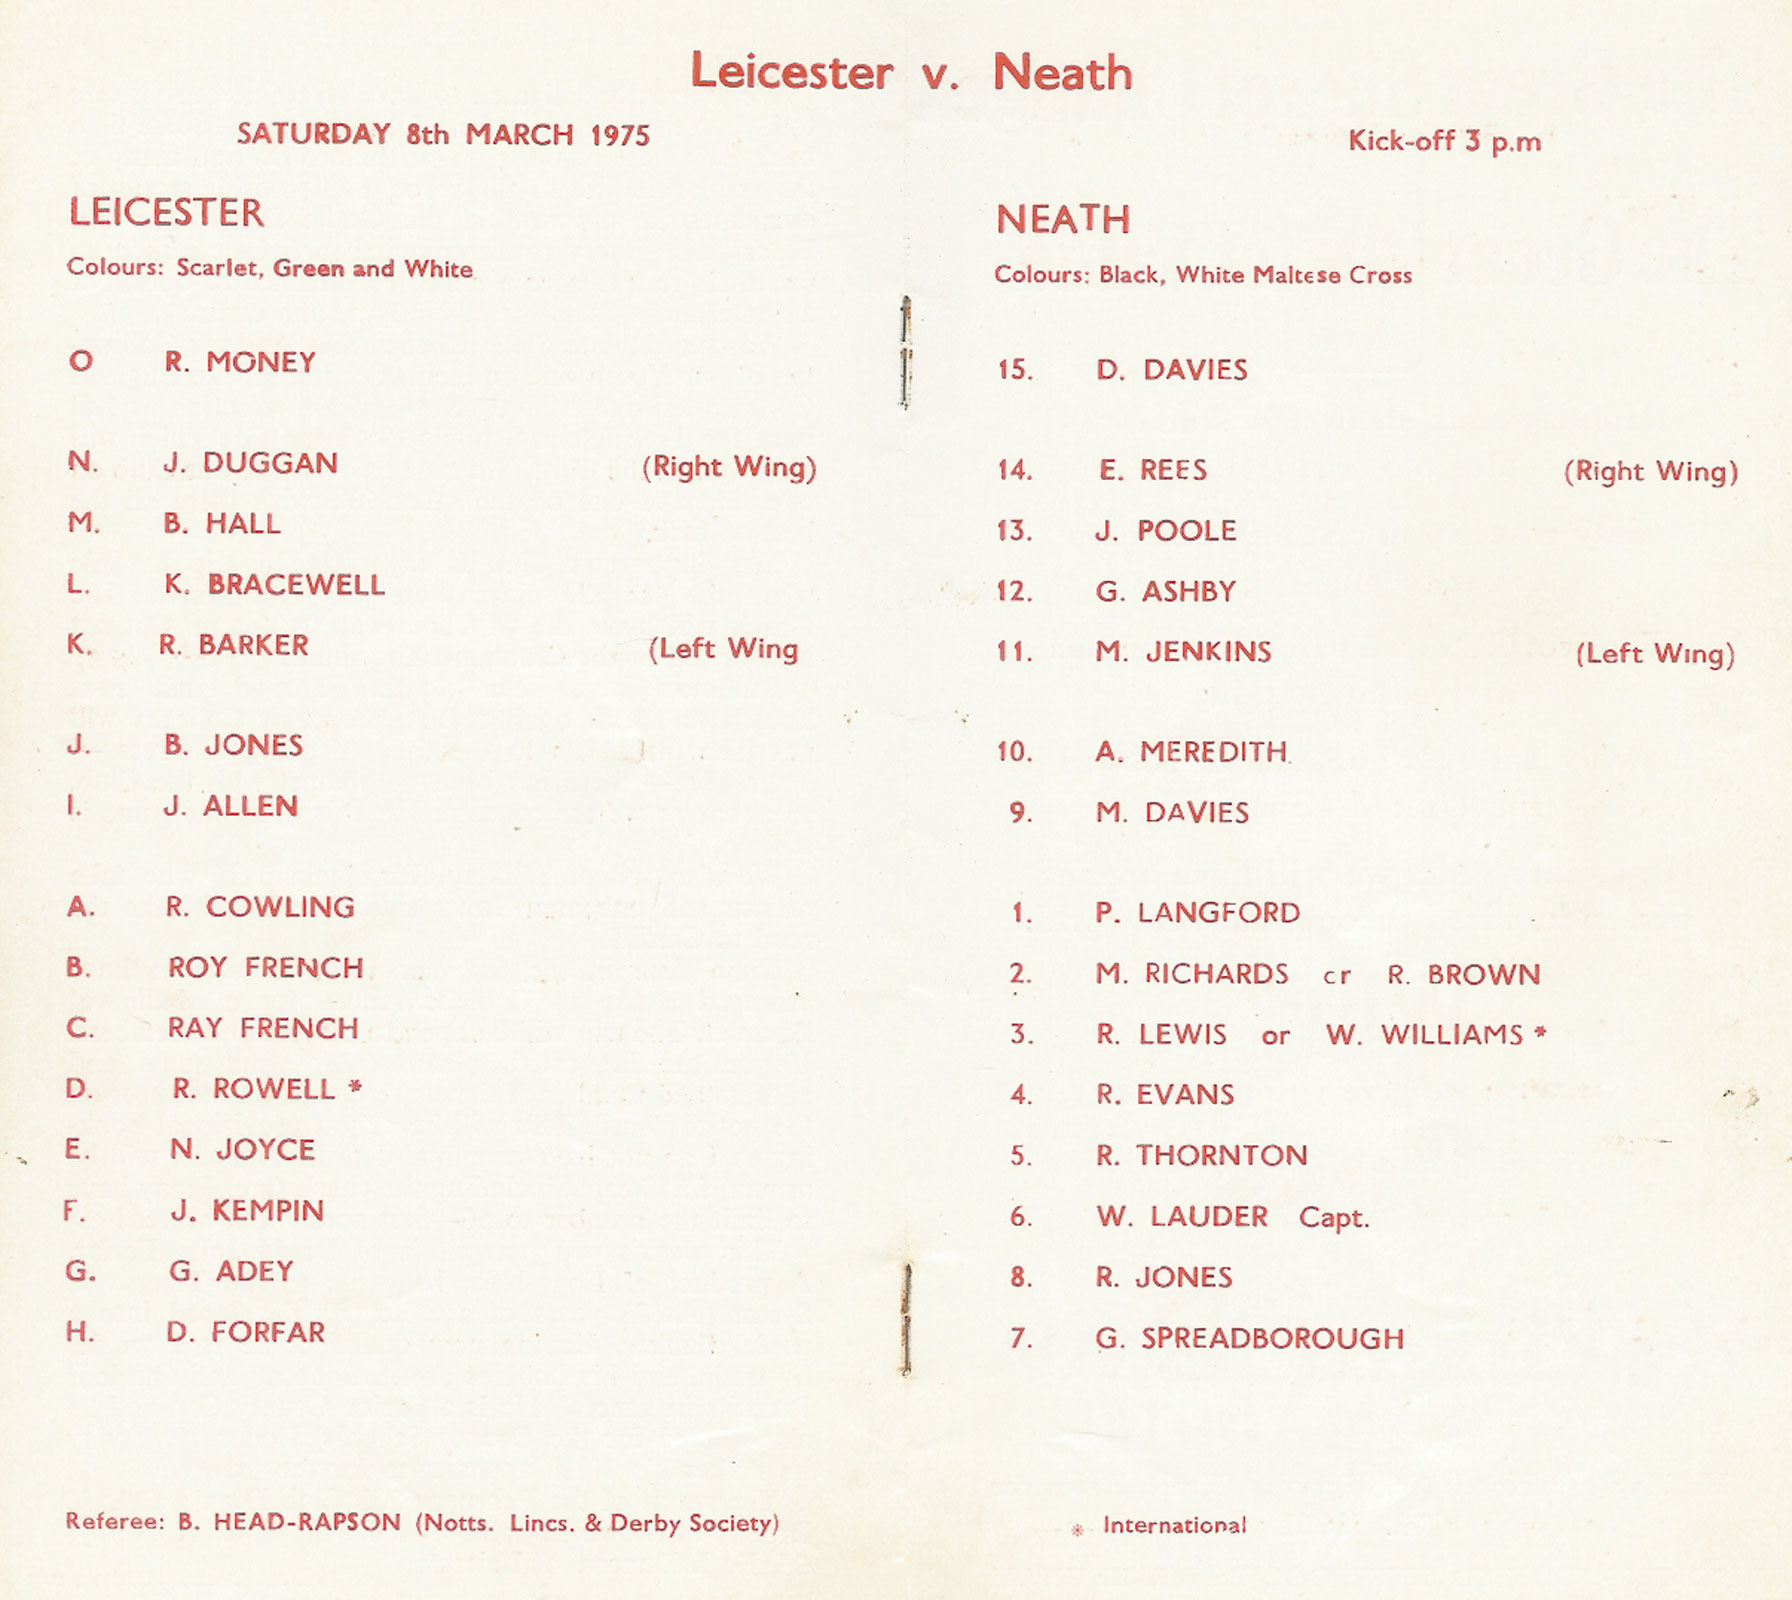 Leicester v. Neath
SATURDAY 8th MARCH 1975
Kick-off 3 p.m
LEICESTER
Colours: Scarlet, Green and White
O R. MONEY
N. J. DUGGAN (Right Wing)
M. B. HALL
L. K. BRACEWELL
K. R. BARKER (Left Wing
J. B. JONES
I. J. ALLEN
A. R. COWLING
B. ROY FRENCH
C. RAY FRENCH
D. R. ROWELL *
E. N. JOYCE
F. J. KEMPIN
G. G. ADEY
H. D. FORFAR
Referee: B. HEAD-RAPSON (Notts. Lincs. & Derby Society)
NEATH
Colours: Black, White Maltese Cross
15. D. DAVIES
14. E. REES (Right Wing)
13. J. POOLE
12. G. ASHBY
11. M. JENKINS (Left Wing)
10. A. MEREDITH
9. M. DAVIES
1. P. LANGFORD
2. M. RICHARDS cr R. BROWN
3. R. LEWIS or W. WILLIAMS *
4. R. EVANS
5. R. THORNTON
6. W. LAUDER Capt.
8. R. JONES
7. G. SPREADBOROUGH
* International